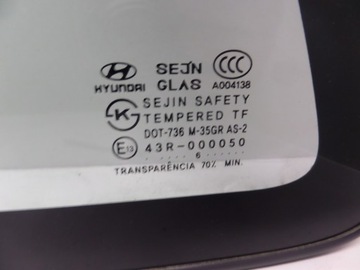 HYUNDAI SEJN GLAS CCC A004138
K S SEJIN SAFETY
TEMPERED TF
DOT-736 M-35GR AS-2
E13 43R-000050
6
TRANSPARÊNCIA 70% MIN.